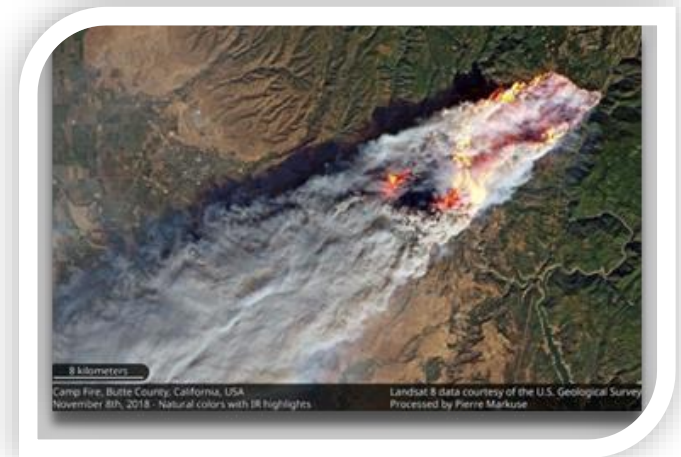 8 kilometers
Camp Fire, Butte County, California, USA
November 8th, 2018 - Natural colors with IR highlights
Landsat 8 data courtesy of the U.S. Geological Survey
Processed by Pierre Markuse